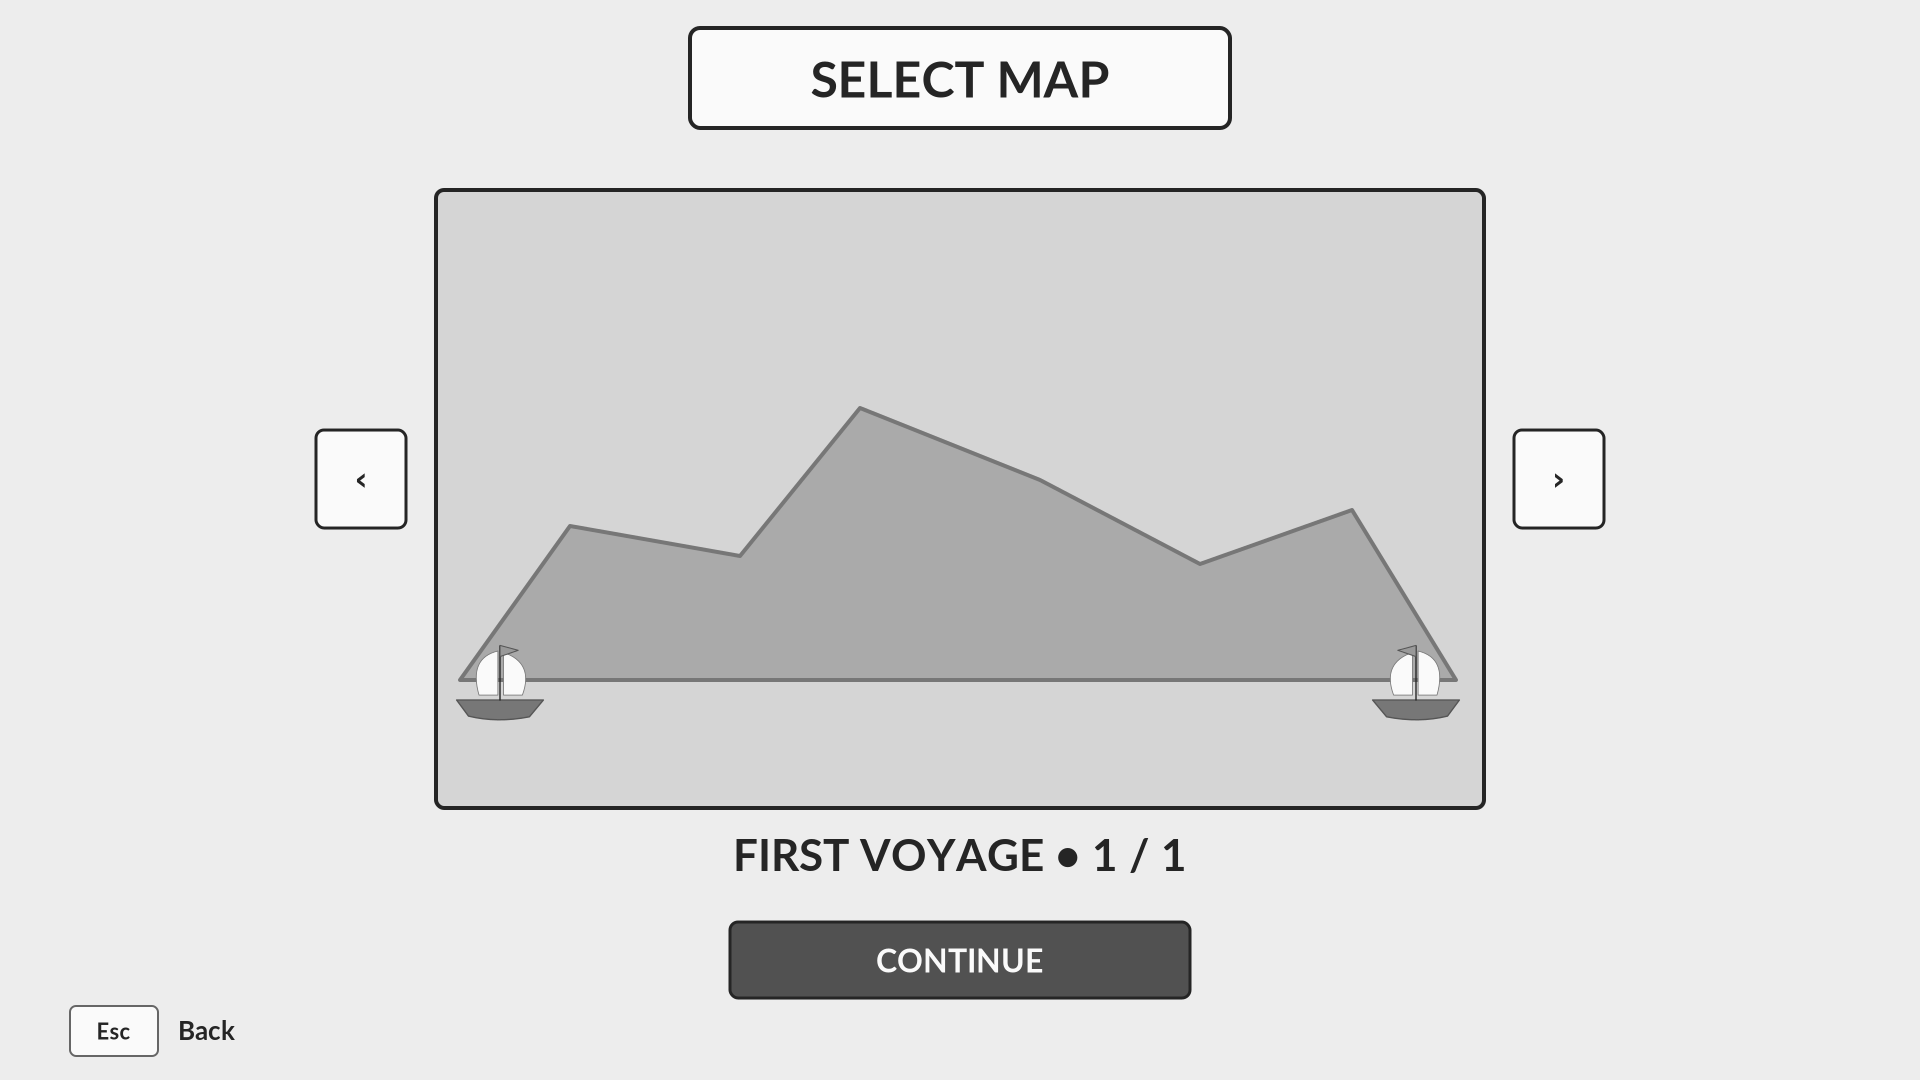 SELECT MAP
‹
›
FIRST VOYAGE • 1 / 1
CONTINUE
Esc Back